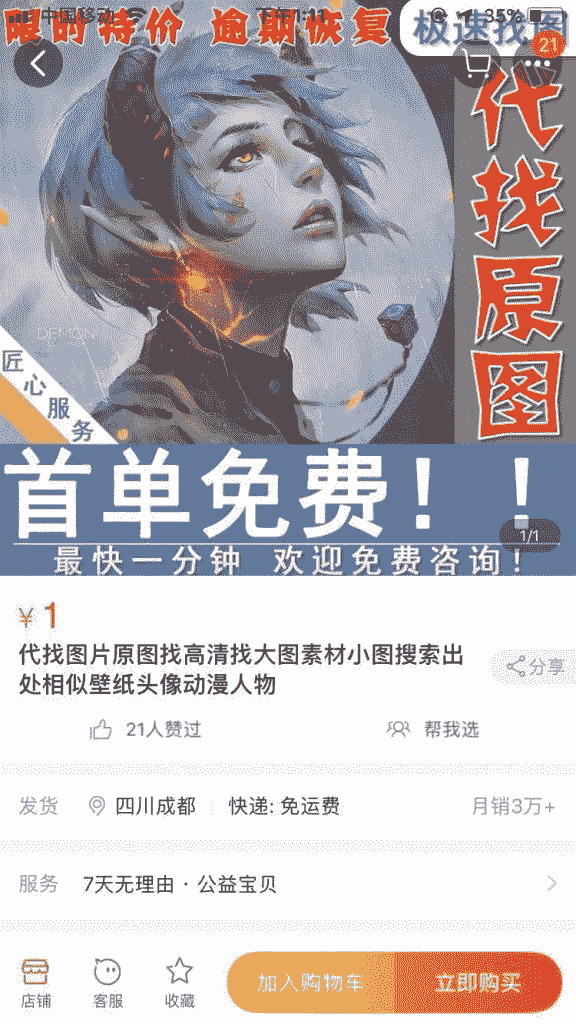 中国移动
下午1:11
35%
限时特价 逾期恢复
极速找图
21
代找原图
DEMON
匠心服务
首单免费！！
1/1
最快一分钟 欢迎免费咨询！
¥ 1
代找图片原图找高清找大图素材小图搜索出
处相似壁纸头像动漫人物
分享
21人赞过
帮我选
发货 四川成都 快递: 免运费 月销3万+
服务 7天无理由 · 公益宝贝
店铺 客服 收藏 加入购物车 立即购买